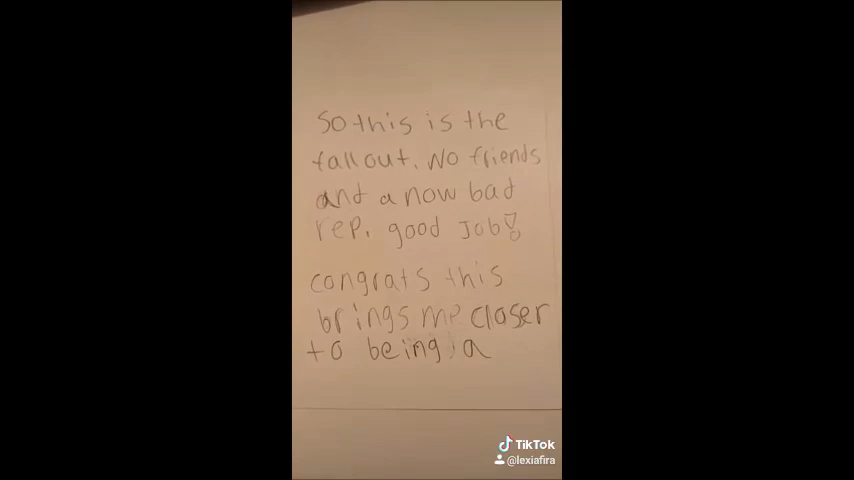 So this is the
fallout. No friends
and a now bad
rep. good Job!
congrats this
brings me closer
to being a
TikTok
@lexiafira